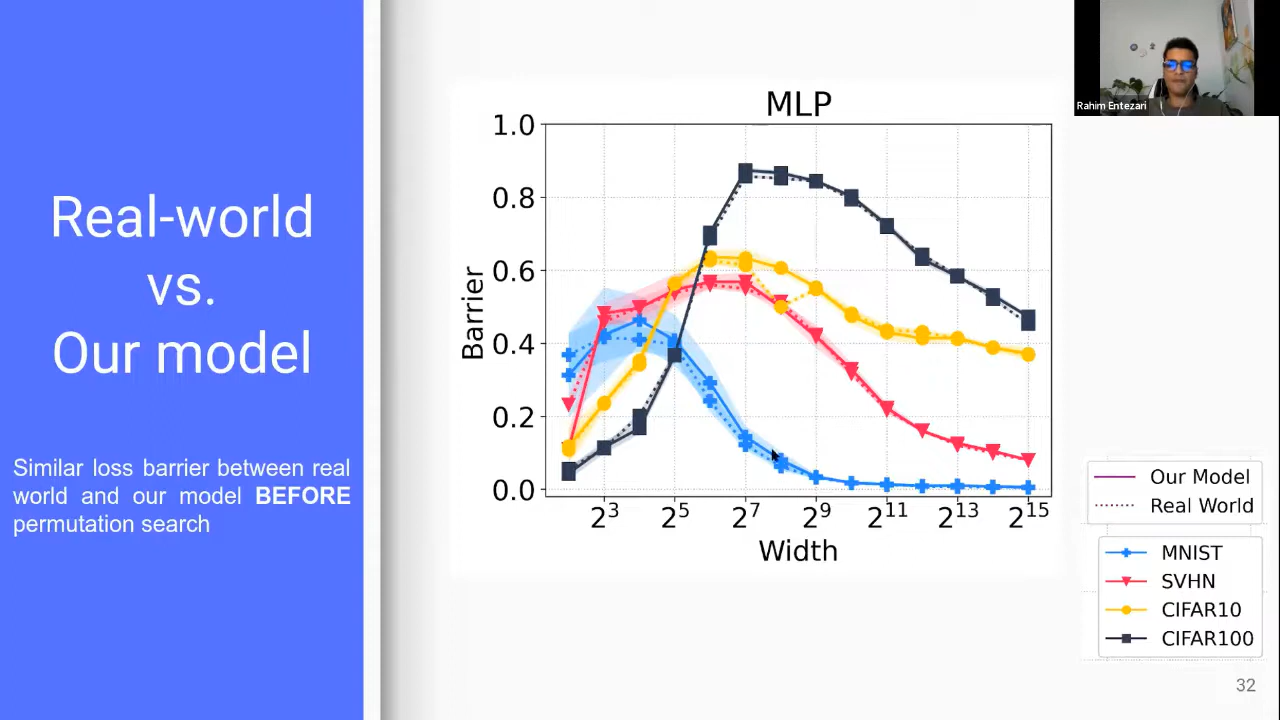 Real-world
vs.
Our model
Similar loss barrier between real
world and our model BEFORE
permutation search
MLP
1.0
0.8
0.6
0.4
0.2
0.0
Barrier
2^3 2^5 2^7 2^9 2^11 2^13 2^15
Width
Rahim Entezari
Our Model
Real World
MNIST
SVHN
CIFAR10
CIFAR100
32